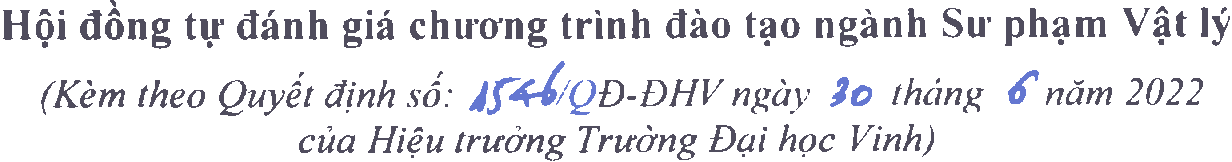 Hội đồng tự đánh giá chương trình đào tạo ngành Sư phạm Vật lý
(Kèm theo Quyết định số: 1546/QĐ-ĐHV ngày 30 tháng 6 năm 2022
của Hiệu trưởng Trường Đại học Vinh)